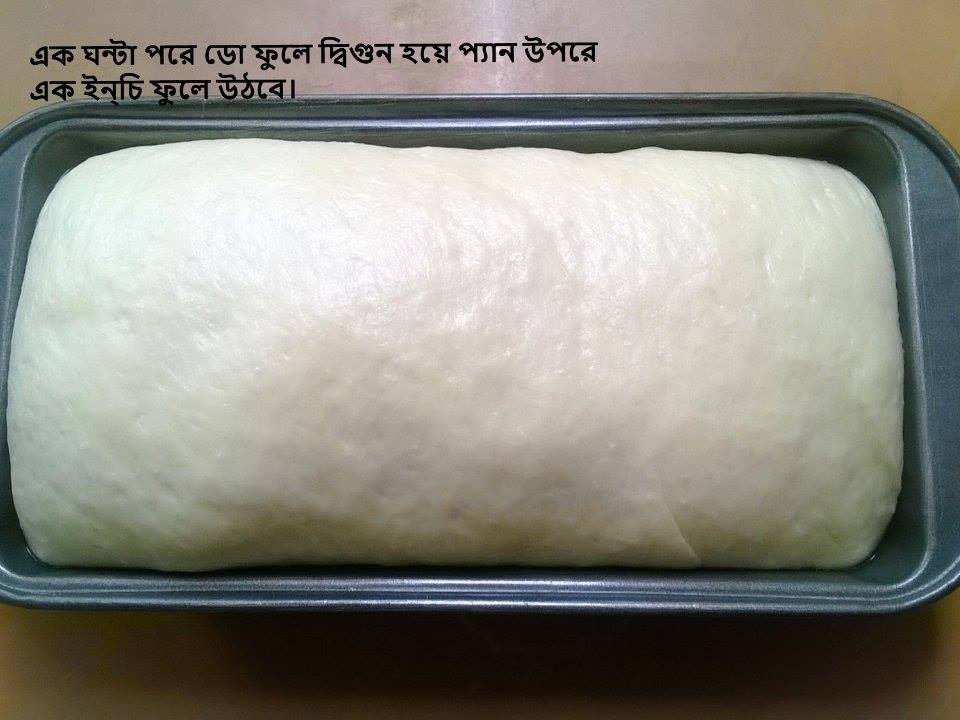 এক ঘন্টা পরে ডো ফুলে দ্বিগুন হয়ে প্যান উপরে
এক ইন্‌চি ফুলে উঠবে।